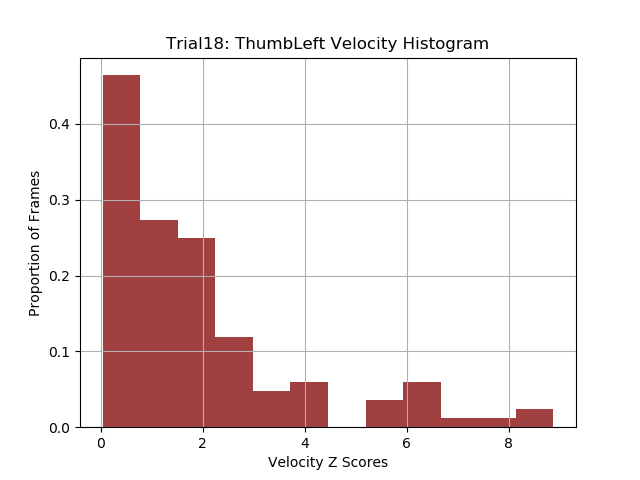 Trial18: ThumbLeft Velocity Histogram
Proportion of Frames
0.4
0.3
0.2
0.1
0.0
0 2 4 6 8
Velocity Z Scores